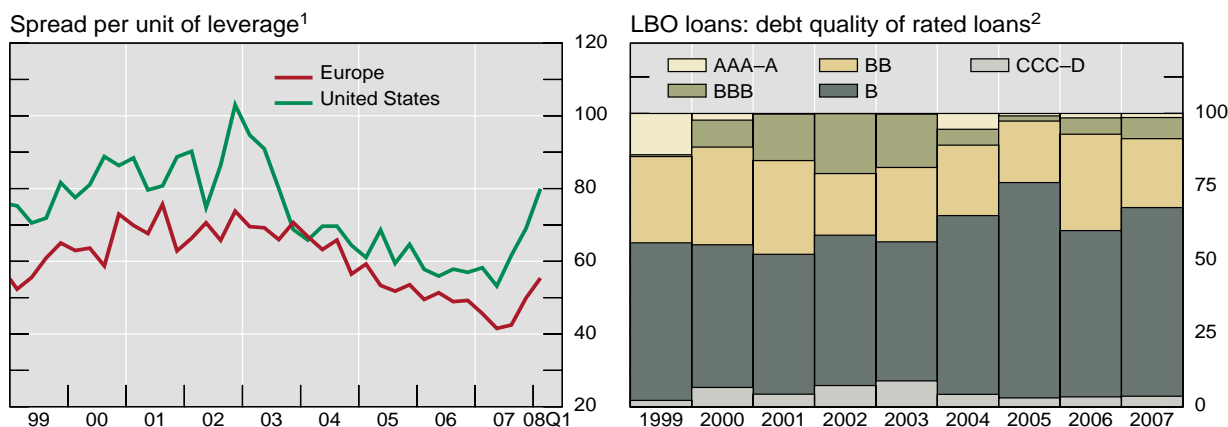 Spread per unit of leverage1
Europe
United States
120
100
80
60
40
20
99 00 01 02 03 04 05 06 07 08Q1
LBO loans: debt quality of rated loans2
AAA–A BB CCC–D
BBB B
100
75
50
25
0
1999 2000 2001 2002 2003 2004 2005 2006 2007